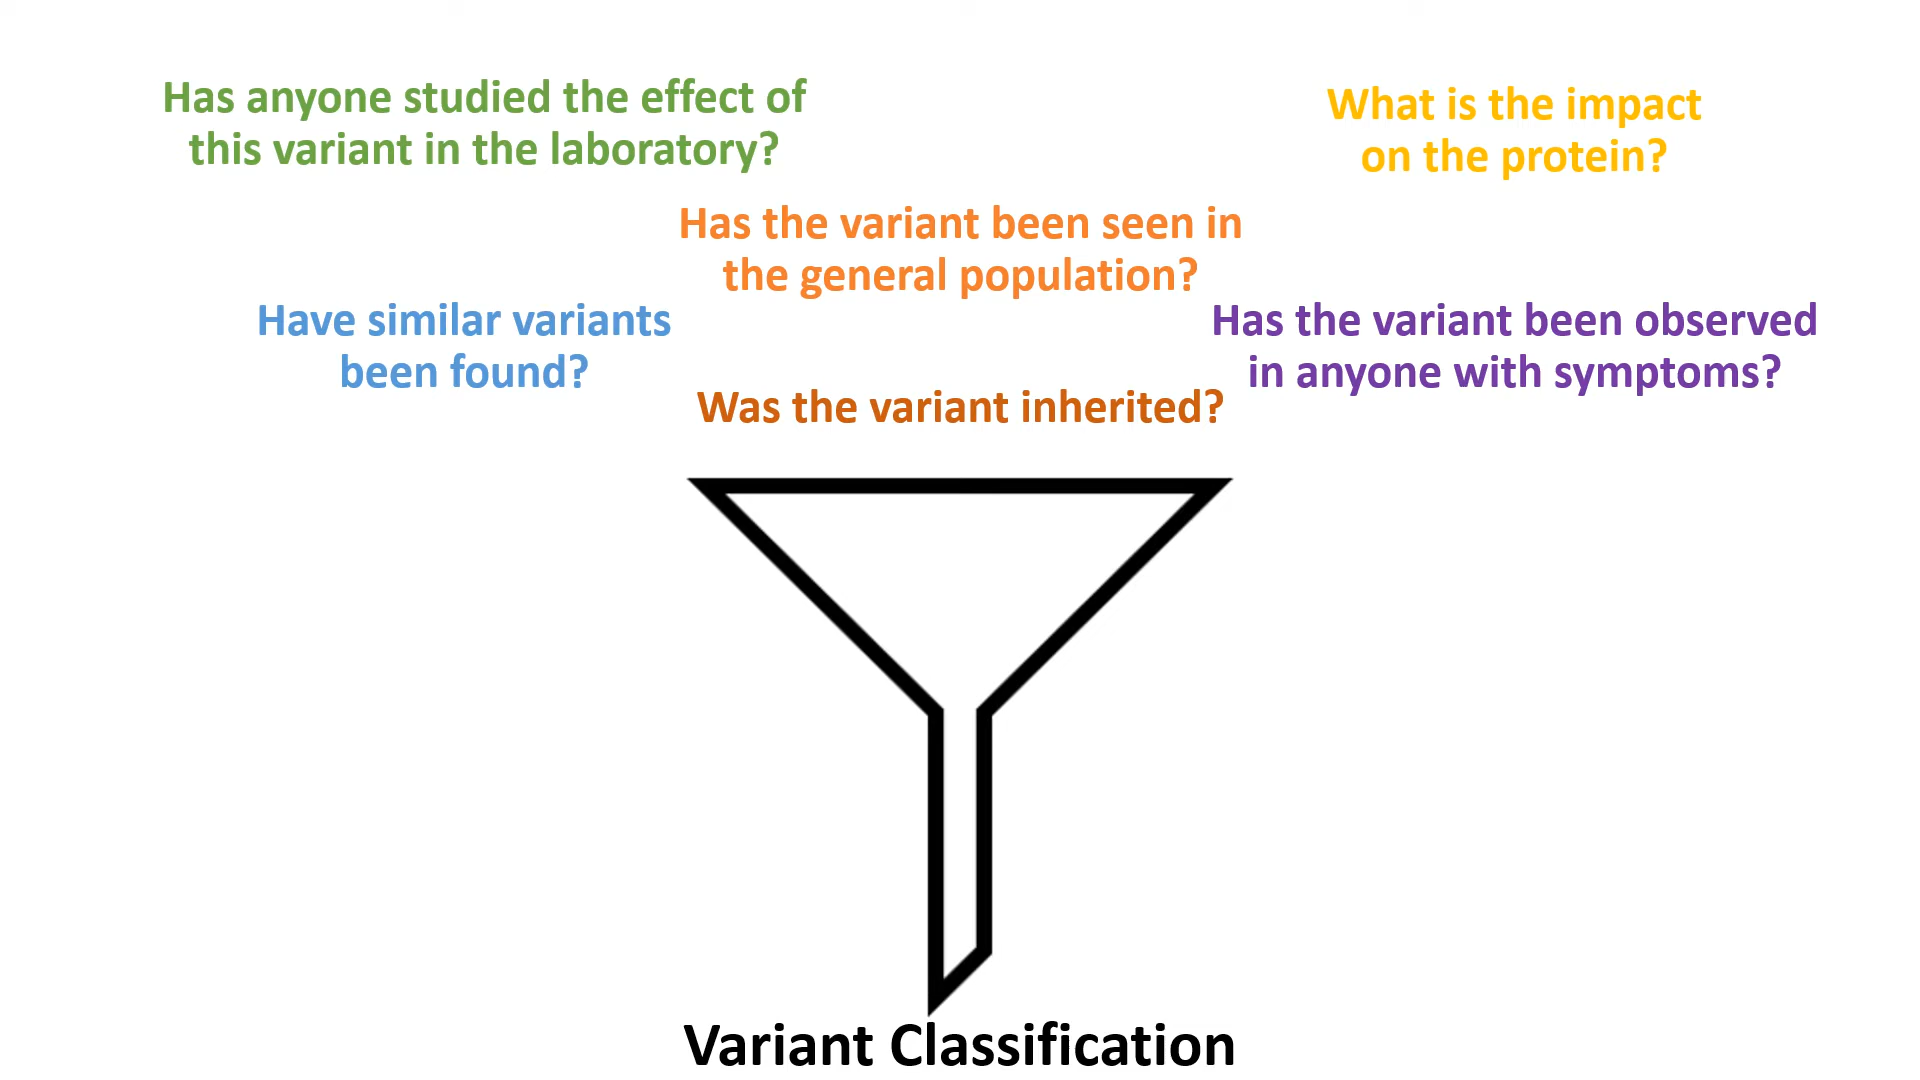 Has anyone studied the effect of
this variant in the laboratory?
What is the impact
on the protein?
Has the variant been seen in
the general population?
Have similar variants
been found?
Has the variant been observed
in anyone with symptoms?
Was the variant inherited?
Variant Classification